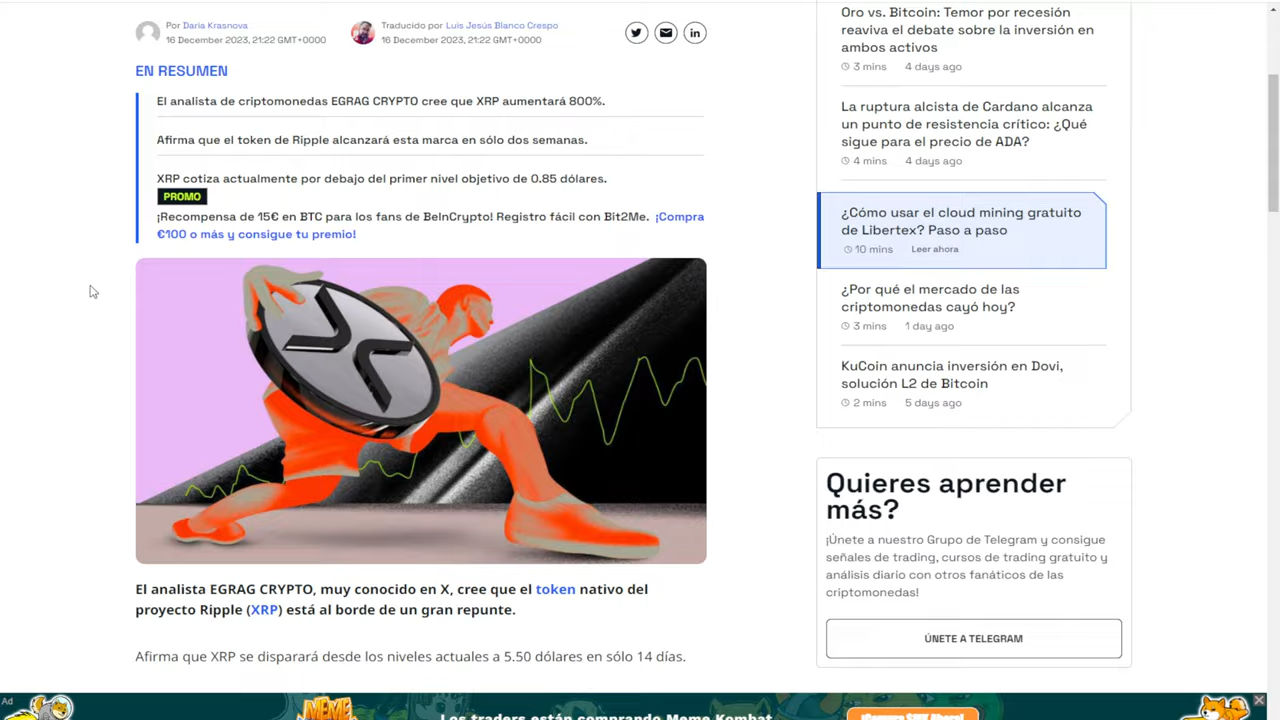 Por Daria Krasnova
16 December 2023, 21:22 GMT+0000
Traducido por Luis Jesús Blanco Crespo
16 December 2023, 21:22 GMT+0000
EN RESUMEN
El analista de criptomonedas EGRAG CRYPTO cree que XRP aumentará 800%.
Afirma que el token de Ripple alcanzará esta marca en sólo dos semanas.
XRP cotiza actualmente por debajo del primer nivel objetivo de 0.85 dólares.
PROMO
¡Recompensa de 15€ en BTC para los fans de BeInCrypto! Registro fácil con Bit2Me. ¡Compra
€100 o más y consigue tu premio!
El analista EGRAG CRYPTO, muy conocido en X, cree que el token nativo del
proyecto Ripple (XRP) está al borde de un gran repunte.
Afirma que XRP se disparará desde los niveles actuales a 5.50 dólares en sólo 14 días.
Oro vs. Bitcoin: Temor por recesión
reaviva el debate sobre la inversión en
ambos activos
3 mins 4 days ago
La ruptura alcista de Cardano alcanza
un punto de resistencia crítico: ¿Qué
sigue para el precio de ADA?
4 mins 4 days ago
¿Cómo usar el cloud mining gratuito
de Libertex? Paso a paso
10 mins Leer ahora
¿Por qué el mercado de las
criptomonedas cayó hoy?
3 mins 1 day ago
KuCoin anuncia inversión en Dovi,
solución L2 de Bitcoin
2 mins 5 days ago
Quieres aprender
más?
¡Únete a nuestro Grupo de Telegram y consigue
señales de trading, cursos de trading gratuito y
análisis diario con otros fanáticos de las
criptomonedas!
ÚNETE A TELEGRAM
Ad
MEME
Los traders están comprando Meme Kombat